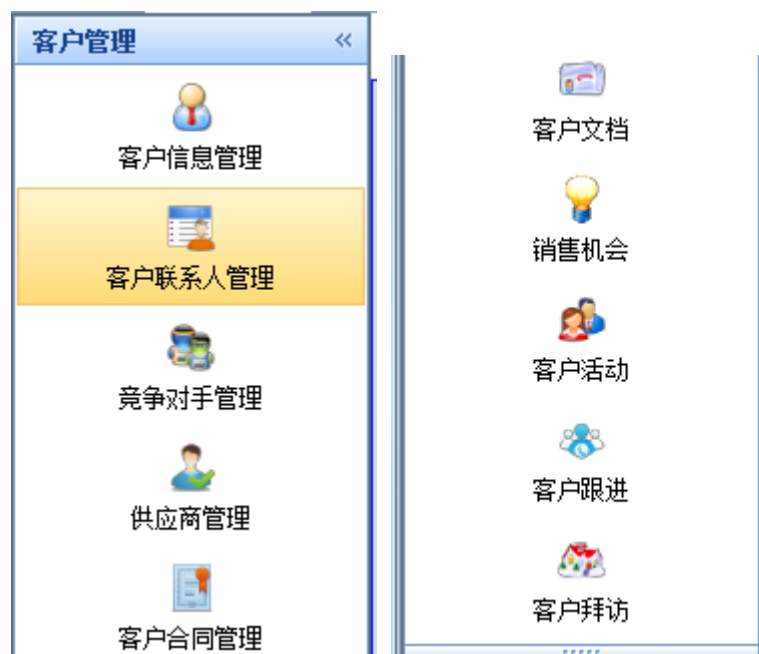 客户管理
客户信息管理
客户联系人管理
竞争对手管理
供应商管理
客户合同管理
客户文档
销售机会
客户活动
客户跟进
客户拜访